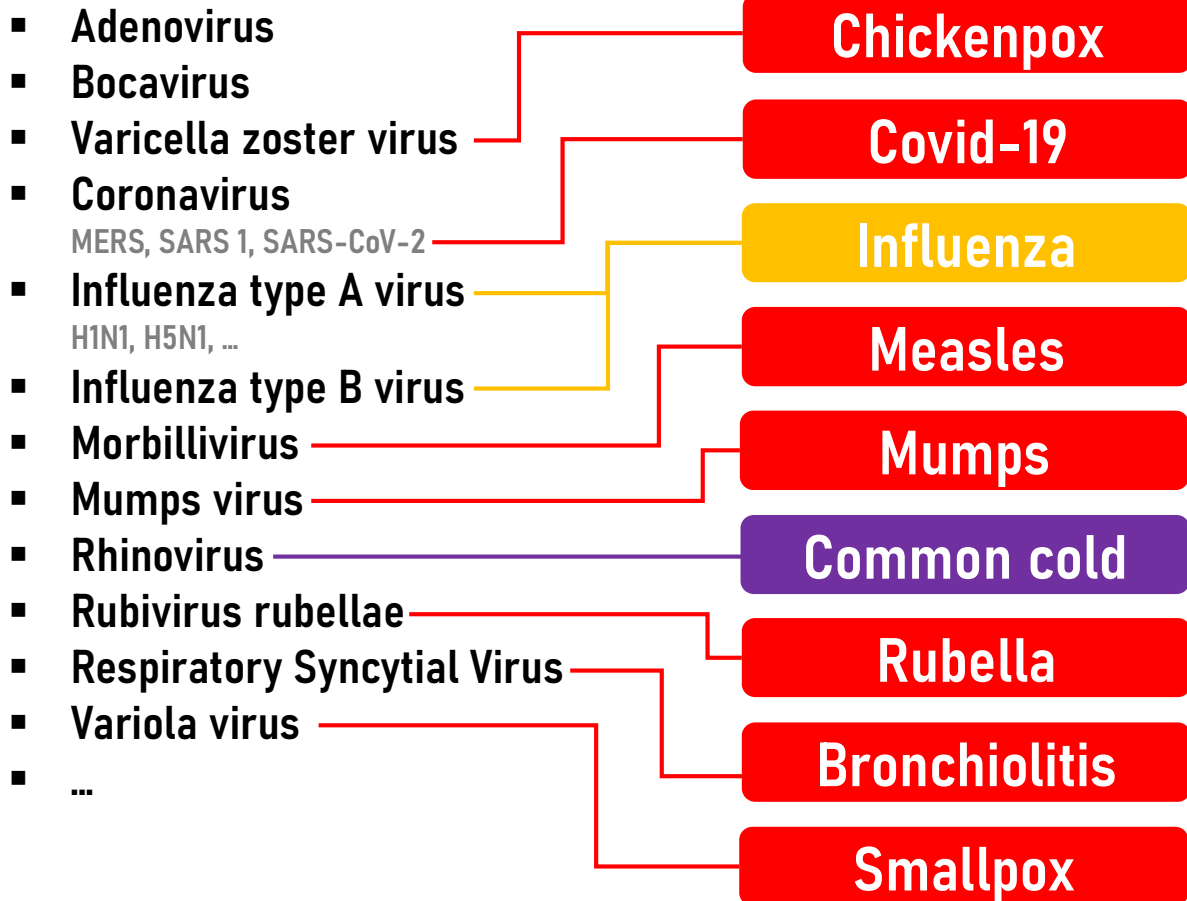 ▪ Adenovirus
▪ Bocavirus
▪ Varicella zoster virus
▪ Coronavirus
MERS, SARS 1, SARS-CoV-2
▪ Influenza type A virus
H1N1, H5N1, ...
▪ Influenza type B virus
▪ Morbillivirus
▪ Mumps virus
▪ Rhinovirus
▪ Rubivirus rubellae
▪ Respiratory Syncytial Virus
▪ Variola virus
▪ ...
Chickenpox
Covid-19
Influenza
Measles
Mumps
Common cold
Rubella
Bronchiolitis
Smallpox